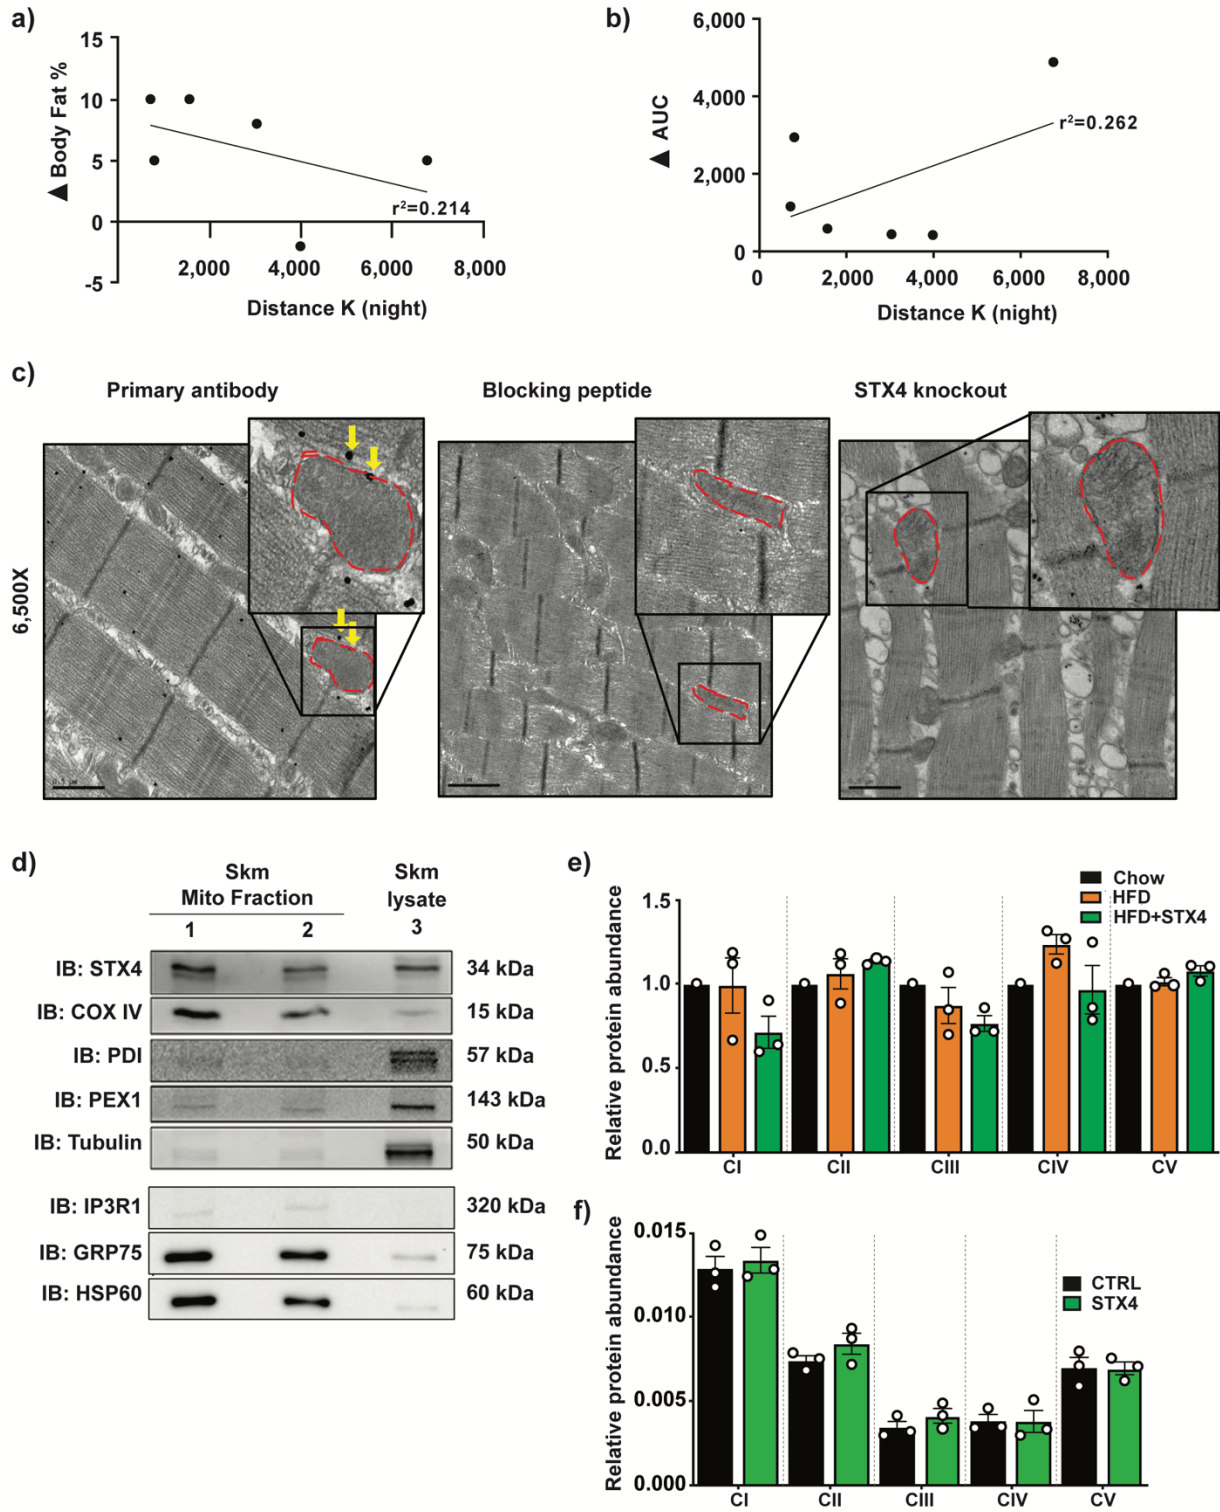 a)
15
10
5
0
-5
▲ Body Fat %
2,000
4,000
6,000
8,000
r²=0.214
Distance K (night)
b)
6,000
4,000
2,000
0
▲ AUC
0
2,000
4,000
6,000
8,000
r²=0.262
Distance K (night)
c)
Primary antibody
Blocking peptide
STX4 knockout
6,500X
d)
Skm
Mito Fraction
Skm
lysate
1
2
3
IB: STX4
34 kDa
IB: COX IV
15 kDa
IB: PDI
57 kDa
IB: PEX1
143 kDa
IB: Tubulin
50 kDa
IB: IP3R1
320 kDa
IB: GRP75
75 kDa
IB: HSP60
60 kDa
e)
Chow
HFD
HFD+STX4
Relative protein abundance
1.5
1.0
0.5
0.0
CI
CII
CIII
CIV
CV
f)
CTRL
STX4
Relative protein abundance
0.015
0.010
0.005
0.000
CI
CII
CIII
CIV
CV